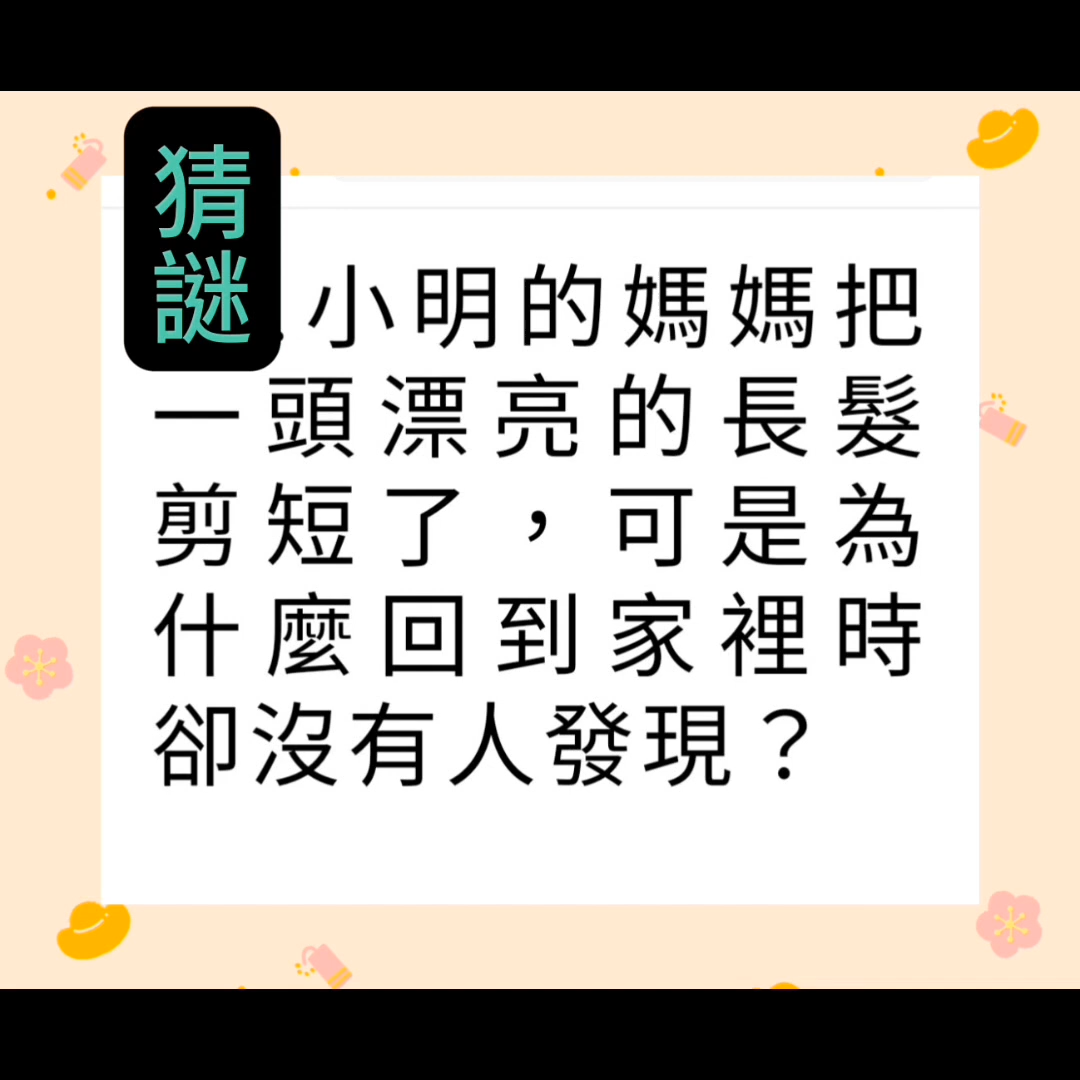 猜
謎
小明的媽媽把
一頭漂亮的長髮
剪短了，可是為
什麼回到家裡時
卻沒有人發現？